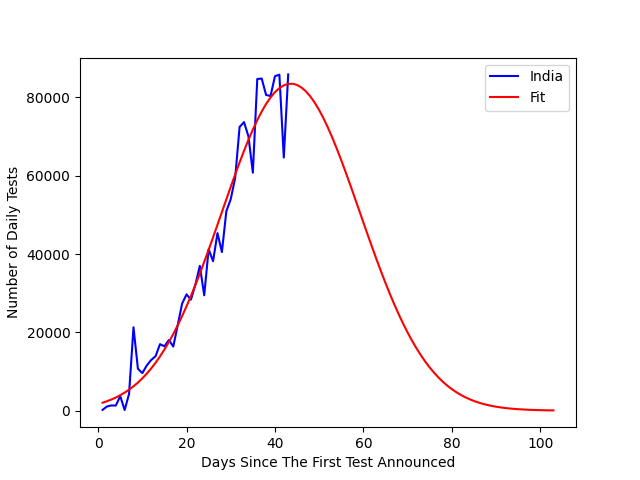 India
Fit
Number of Daily Tests
80000
60000
40000
20000
0
0 20 40 60 80 100
Days Since The First Test Announced